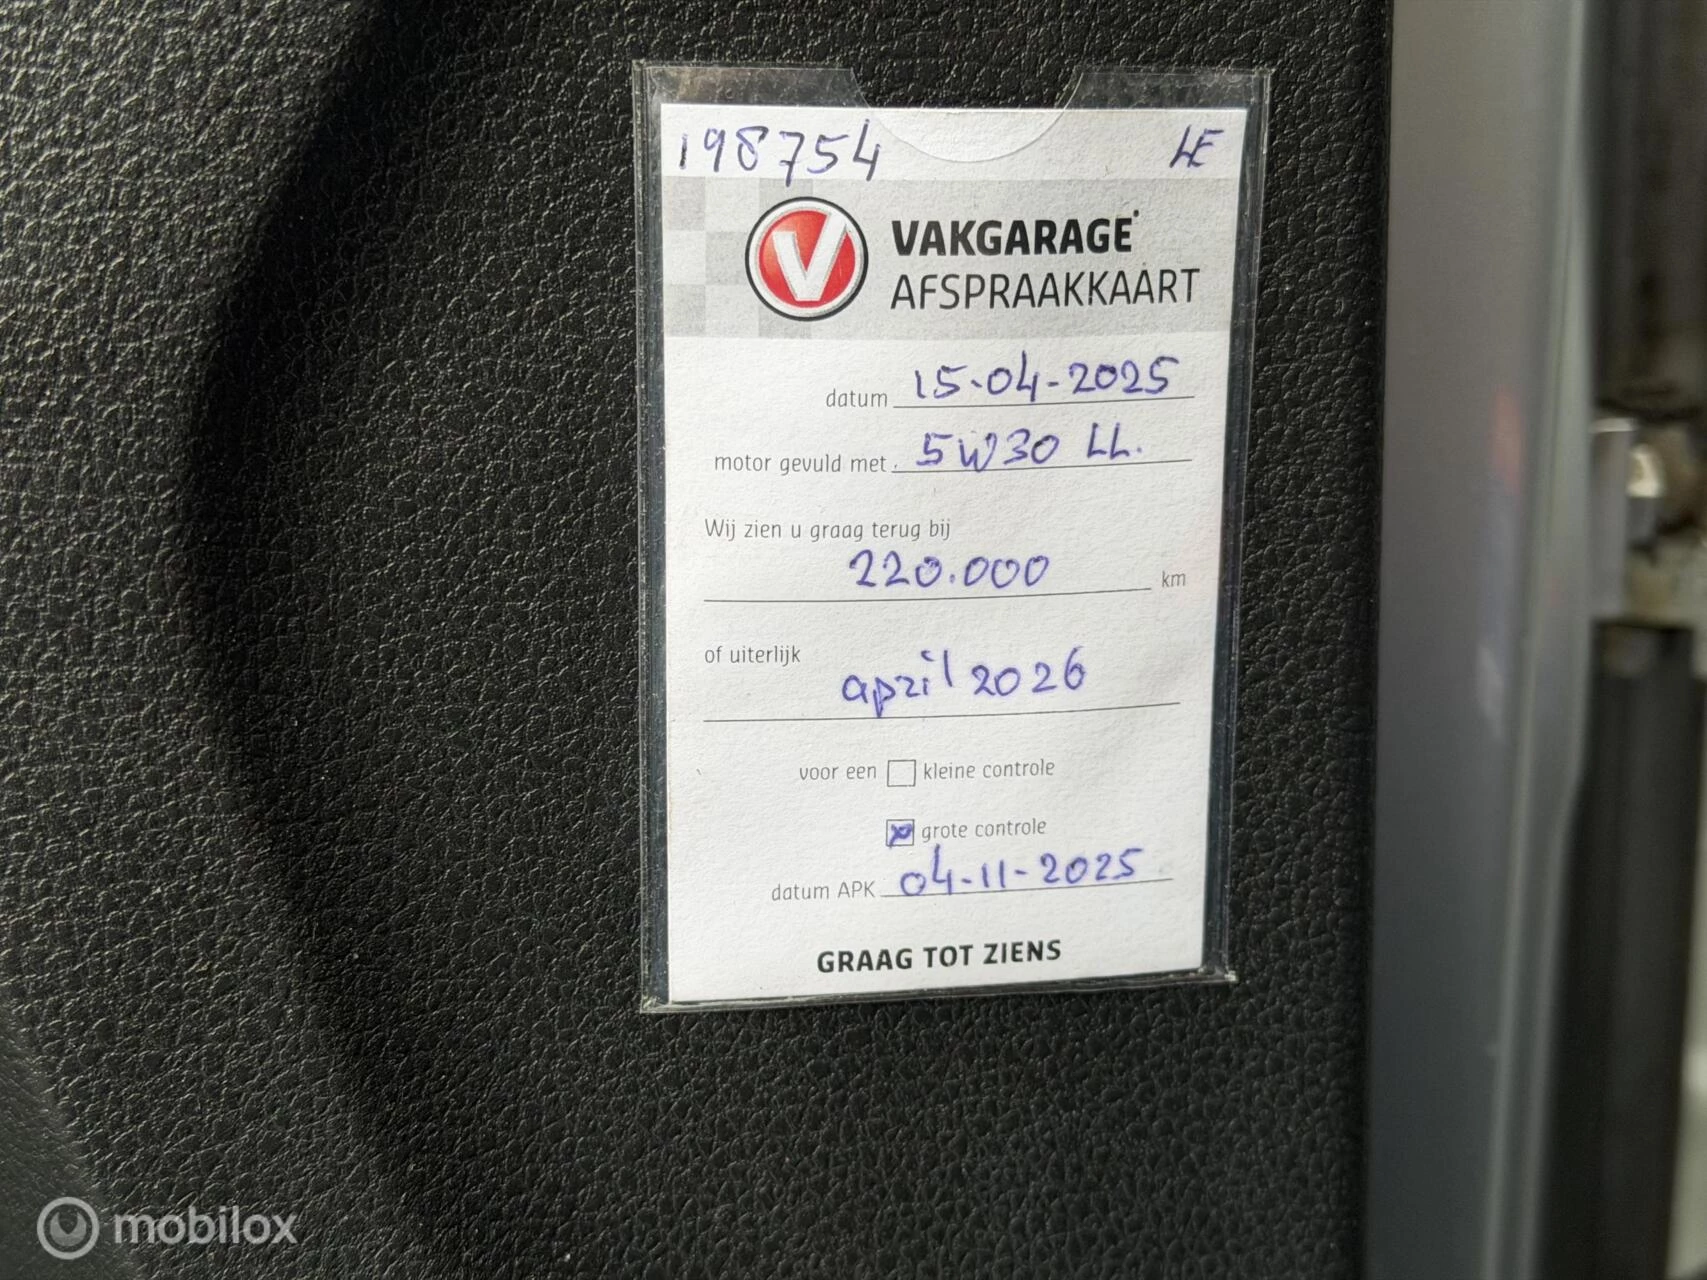 198754 LE
V
VAKGARAGE
AFSPRAAKKAART
datum 15-04-2025
motor gevuld met. 5W30 LL.
Wij zien u graag terug bij
220.000 km
of uiterlijk
april 2026
voor een kleine controle
grote controle
datum APK 04-11-2025
GRAAG TOT ZIENS
mobilox